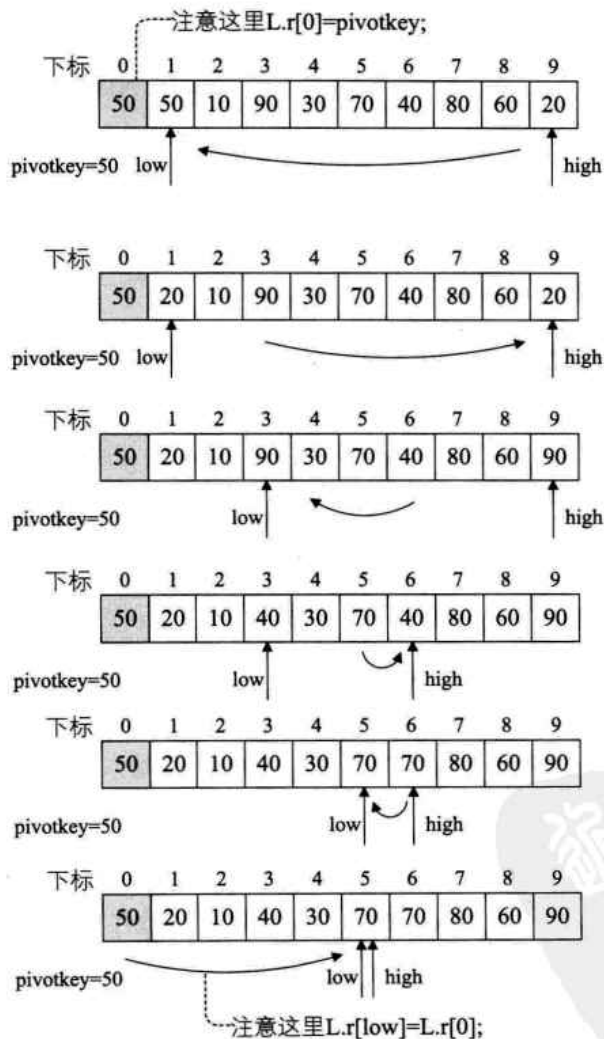 注意这里L.r[0]=pivotkey;
下标 0 1 2 3 4 5 6 7 8 9
50 50 10 90 30 70 40 80 60 20
pivotkey=50 low high
下标 0 1 2 3 4 5 6 7 8 9
50 20 10 90 30 70 40 80 60 20
pivotkey=50 low high
下标 0 1 2 3 4 5 6 7 8 9
50 20 10 90 30 70 40 80 60 90
pivotkey=50 low high
下标 0 1 2 3 4 5 6 7 8 9
50 20 10 40 30 70 40 80 60 90
pivotkey=50 low high
下标 0 1 2 3 4 5 6 7 8 9
50 20 10 40 30 70 70 80 60 90
pivotkey=50 low high
下标 0 1 2 3 4 5 6 7 8 9
50 20 10 40 30 70 70 80 60 90
pivotkey=50 low high
注意这里L.r[low]=L.r[0];